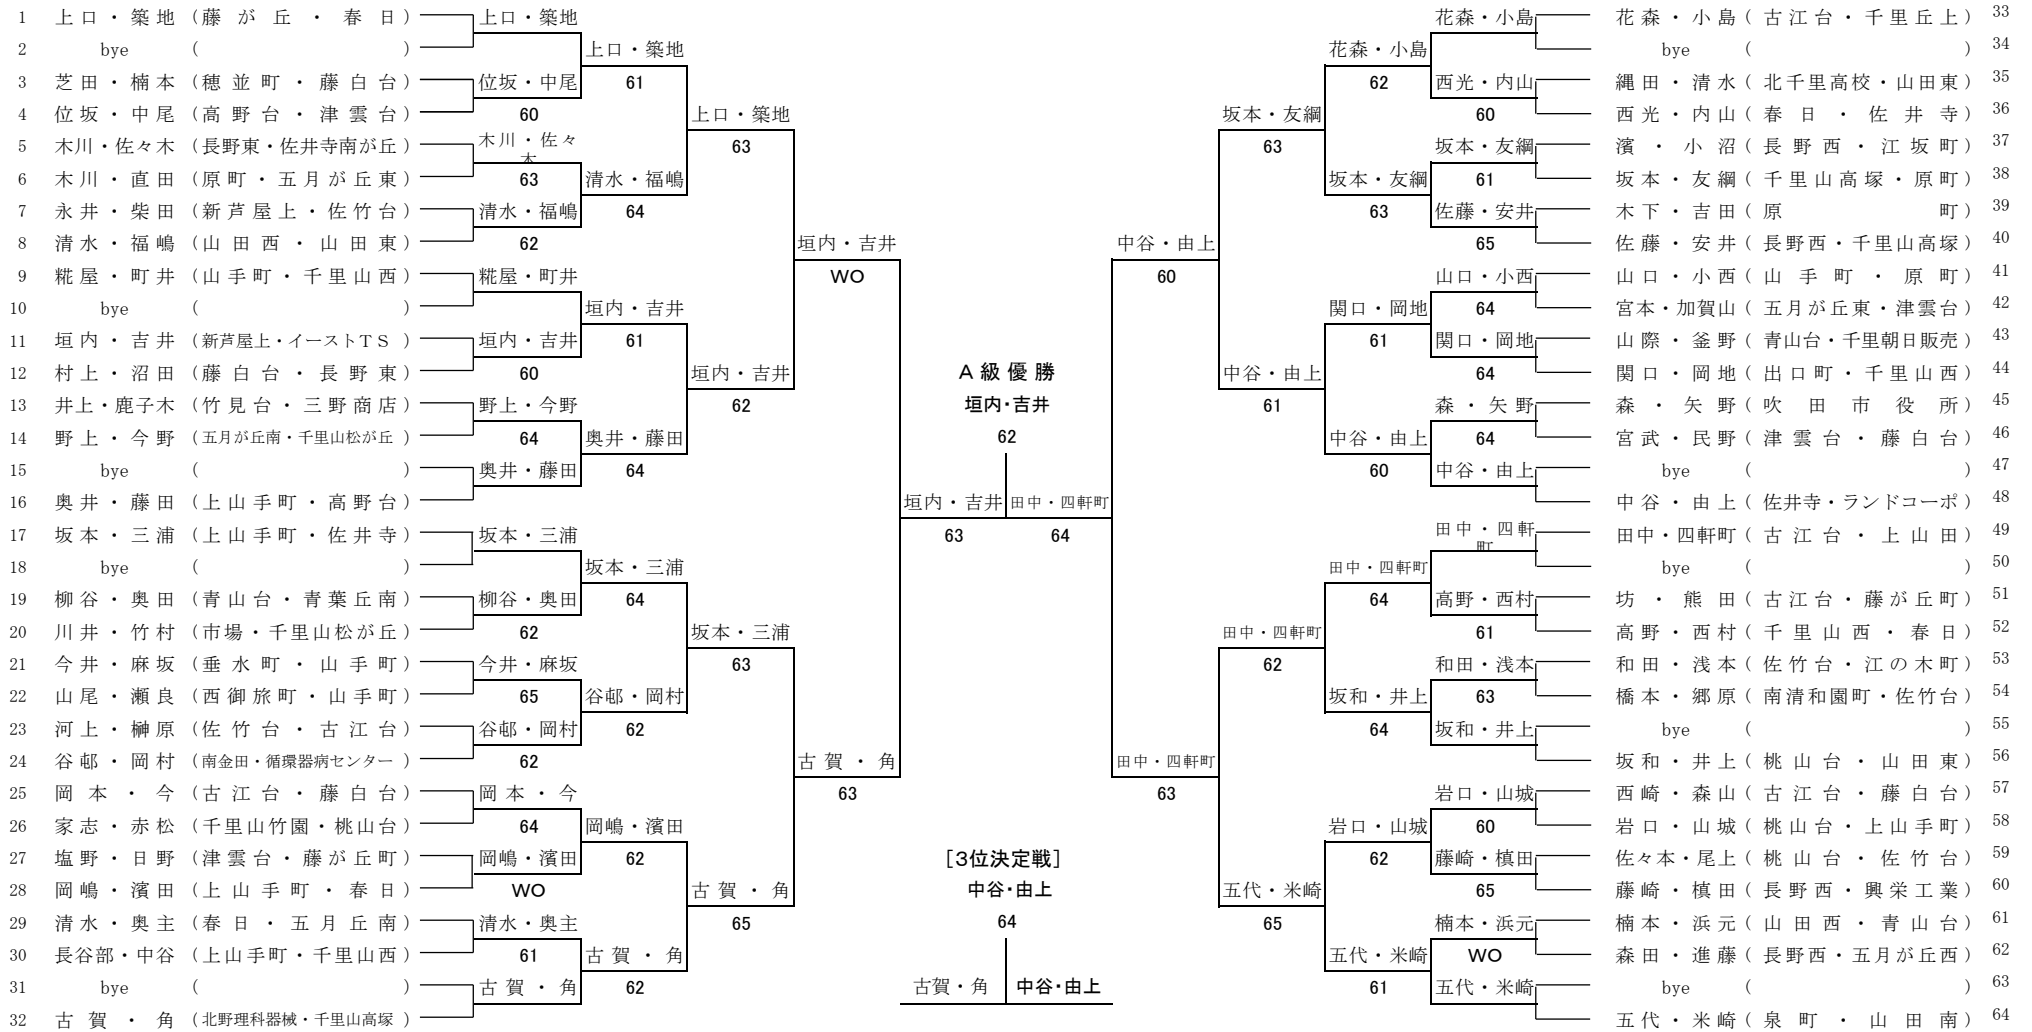 1 上口・築地 (藤が丘・春日) 上口・築地
2 bye ( ) 上口・築地
3 芝田・楠本 (穂並町・藤白台) 位坂・中尾 61
4 位坂・中尾 (高野台・津雲台) 60 上口・築地
5 木川・佐々木 (長野東・佐井寺南が丘) 木川・佐々木 63
6 木川・直田 (原町・五月が丘東) 63 清水・福嶋
7 永井・柴田 (新芦屋上・佐竹台) 清水・福嶋 64
8 清水・福嶋 (山田西・山田東) 62 垣内・吉井
9 糀屋・町井 (山手町・千里山西) 糀屋・町井 WO
10 bye ( ) 垣内・吉井
11 垣内・吉井 (新芦屋上・イーストTS) 垣内・吉井 61
12 村上・沼田 (藤白台・長野東) 60 垣内・吉井
13 井上・鹿子木 (竹見台・三野商店) 野上・今野 62
14 野上・今野 (五月が丘南・千里山松が丘) 64 奥井・藤田
15 bye ( ) 奥井・藤田 64
16 奥井・藤田 (上山手町・高野台) 垣内・吉井
17 坂本・三浦 (上山手町・佐井寺) 坂本・三浦 63
18 bye ( ) 坂本・三浦
19 柳谷・奥田 (青山台・青葉丘南) 柳谷・奥田 64
20 川井・竹村 (市場・千里山松が丘) 62 坂本・三浦
21 今井・麻坂 (垂水町・山手町) 今井・麻坂 63
22 山尾・瀬良 (西御旅町・山手町) 65 谷邨・岡村
23 河上・榊原 (佐竹台・古江台) 谷邨・岡村 62
24 谷邨・岡村 (南金田・循環器病センター) 62 古賀・角
25 岡本・今 (古江台・藤白台) 岡本・今 63
26 家志・赤松 (千里山竹園・桃山台) 64 岡嶋・濱田
27 塩野・日野 (津雲台・藤が丘町) 岡嶋・濱田 62
28 岡嶋・濱田 (上山手町・春日) WO 古賀・角
29 清水・奥主 (春日・五月丘南) 清水・奥主 65
30 長谷部・中谷 (上山手町・千里山西) 61 古賀・角
31 bye ( ) 古賀・角 62
32 古賀・角 (北野理科器械・千里山高塚)
A級優勝
垣内・吉井
62
[3位決定戦]
中谷・由上
64
古賀・角 中谷・由上
花森・小島 花森・小島(古江台・千里丘上) 33
花森・小島 bye ( ) 34
62 西光・内山 縄田・清水(北千里高校・山田東) 35
坂本・友綱 60 西光・内山(春日・佐井寺) 36
63 坂本・友綱 濱・小沼(長野西・江坂町) 37
坂本・友綱 61 坂本・友綱(千里山高塚・原町) 38
63 佐藤・安井 木下・吉田(原町) 39
中谷・由上 65 佐藤・安井(長野西・千里山高塚) 40
60 山口・小西 山口・小西(山手町・原町) 41
関口・岡地 64 宮本・加賀山(五月が丘東・津雲台) 42
61 関口・岡地 山際・釜野(青山台・千里朝日販売) 43
中谷・由上 64 関口・岡地(出口町・千里山西) 44
61 森・矢野 森・矢野(吹田市役所) 45
中谷・由上 64 宮武・民野(津雲台・藤白台) 46
60 中谷・由上 bye ( ) 47
田中・四軒町 中谷・由上(佐井寺・ランドコーポ) 48
64 田中・四軒町 田中・四軒町(古江台・上山田) 49
田中・四軒町 bye ( ) 50
64 高野・西村 坊・熊田(古江台・藤が丘町) 51
田中・四軒町 61 高野・西村(千里山西・春日) 52
62 和田・浅本 和田・浅本(佐竹台・江の木町) 53
坂和・井上 63 橋本・郷原(南清和園町・佐竹台) 54
64 坂和・井上 bye ( ) 55
田中・四軒町 坂和・井上(桃山台・山田東) 56
63 岩口・山城 西崎・森山(古江台・藤白台) 57
岩口・山城 60 岩口・山城(桃山台・上山手町) 58
62 藤崎・槙田 佐々本・尾上(桃山台・佐竹台) 59
五代・米崎 65 藤崎・槙田(長野西・興栄工業) 60
65 楠本・浜元 楠本・浜元(山田西・青山台) 61
五代・米崎 WO 森田・進藤(長野西・五月が丘西) 62
61 五代・米崎 bye ( ) 63
五代・米崎(泉町・山田南) 64